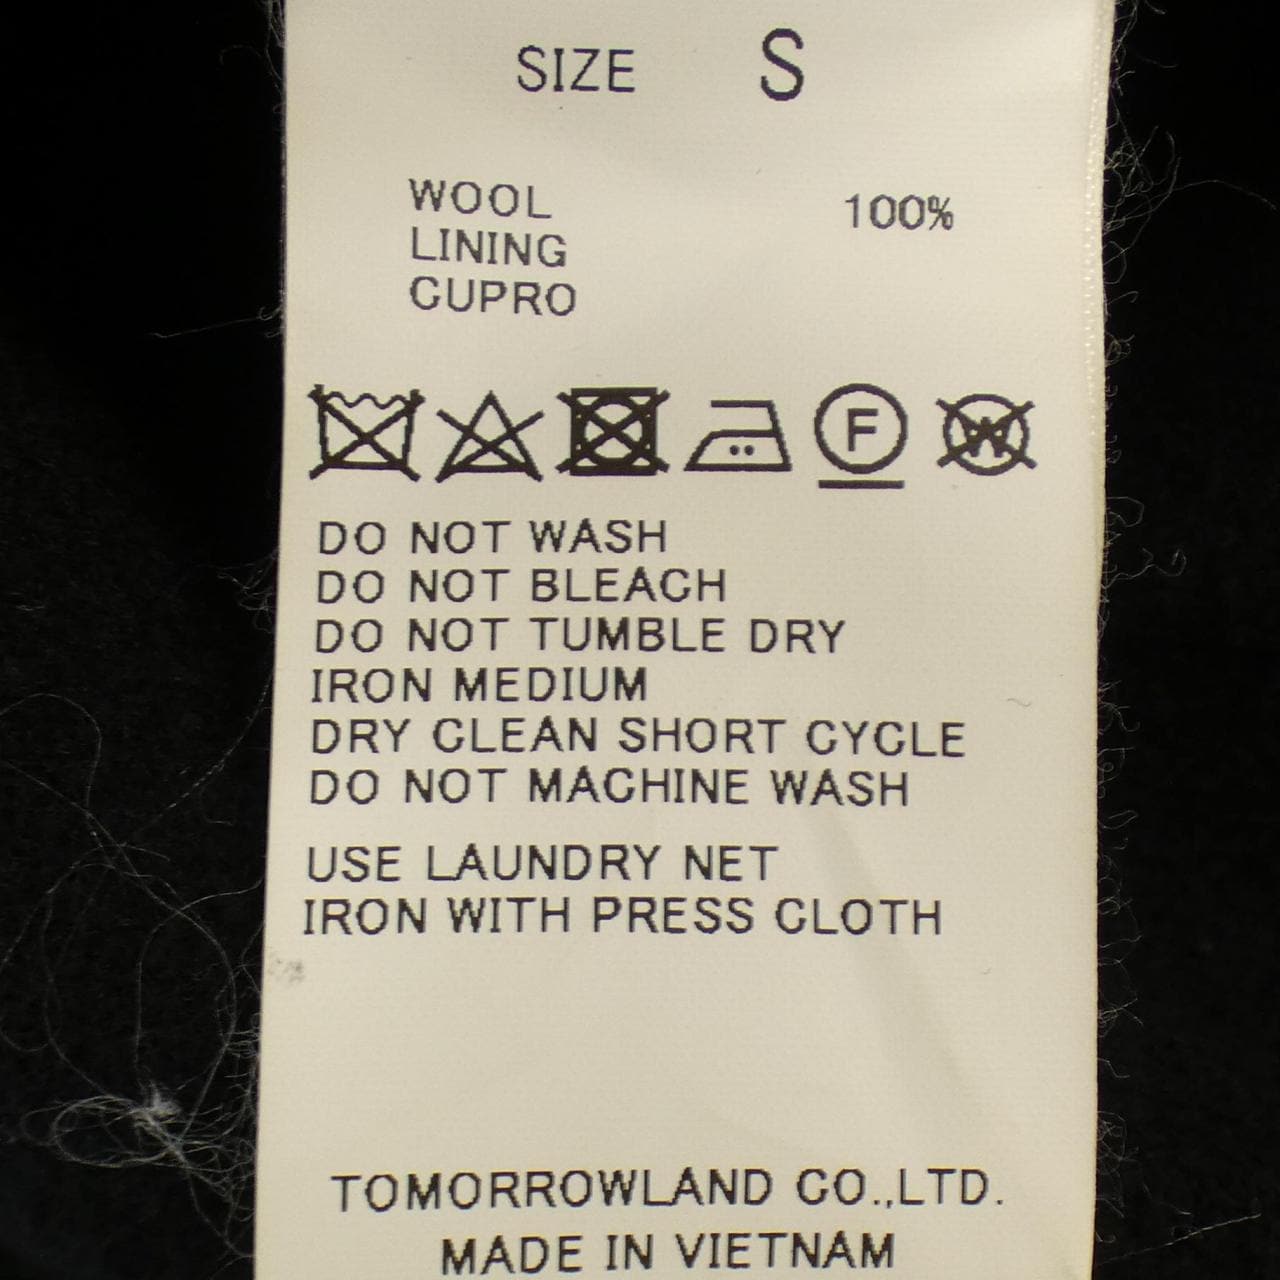 SIZE S
WOOL 100%
LINING
CUPRO
F
W
DO NOT WASH
DO NOT BLEACH
DO NOT TUMBLE DRY
IRON MEDIUM
DRY CLEAN SHORT CYCLE
DO NOT MACHINE WASH
USE LAUNDRY NET
IRON WITH PRESS CLOTH
TOMORROWLAND CO.,LTD.
MADE IN VIETNAM